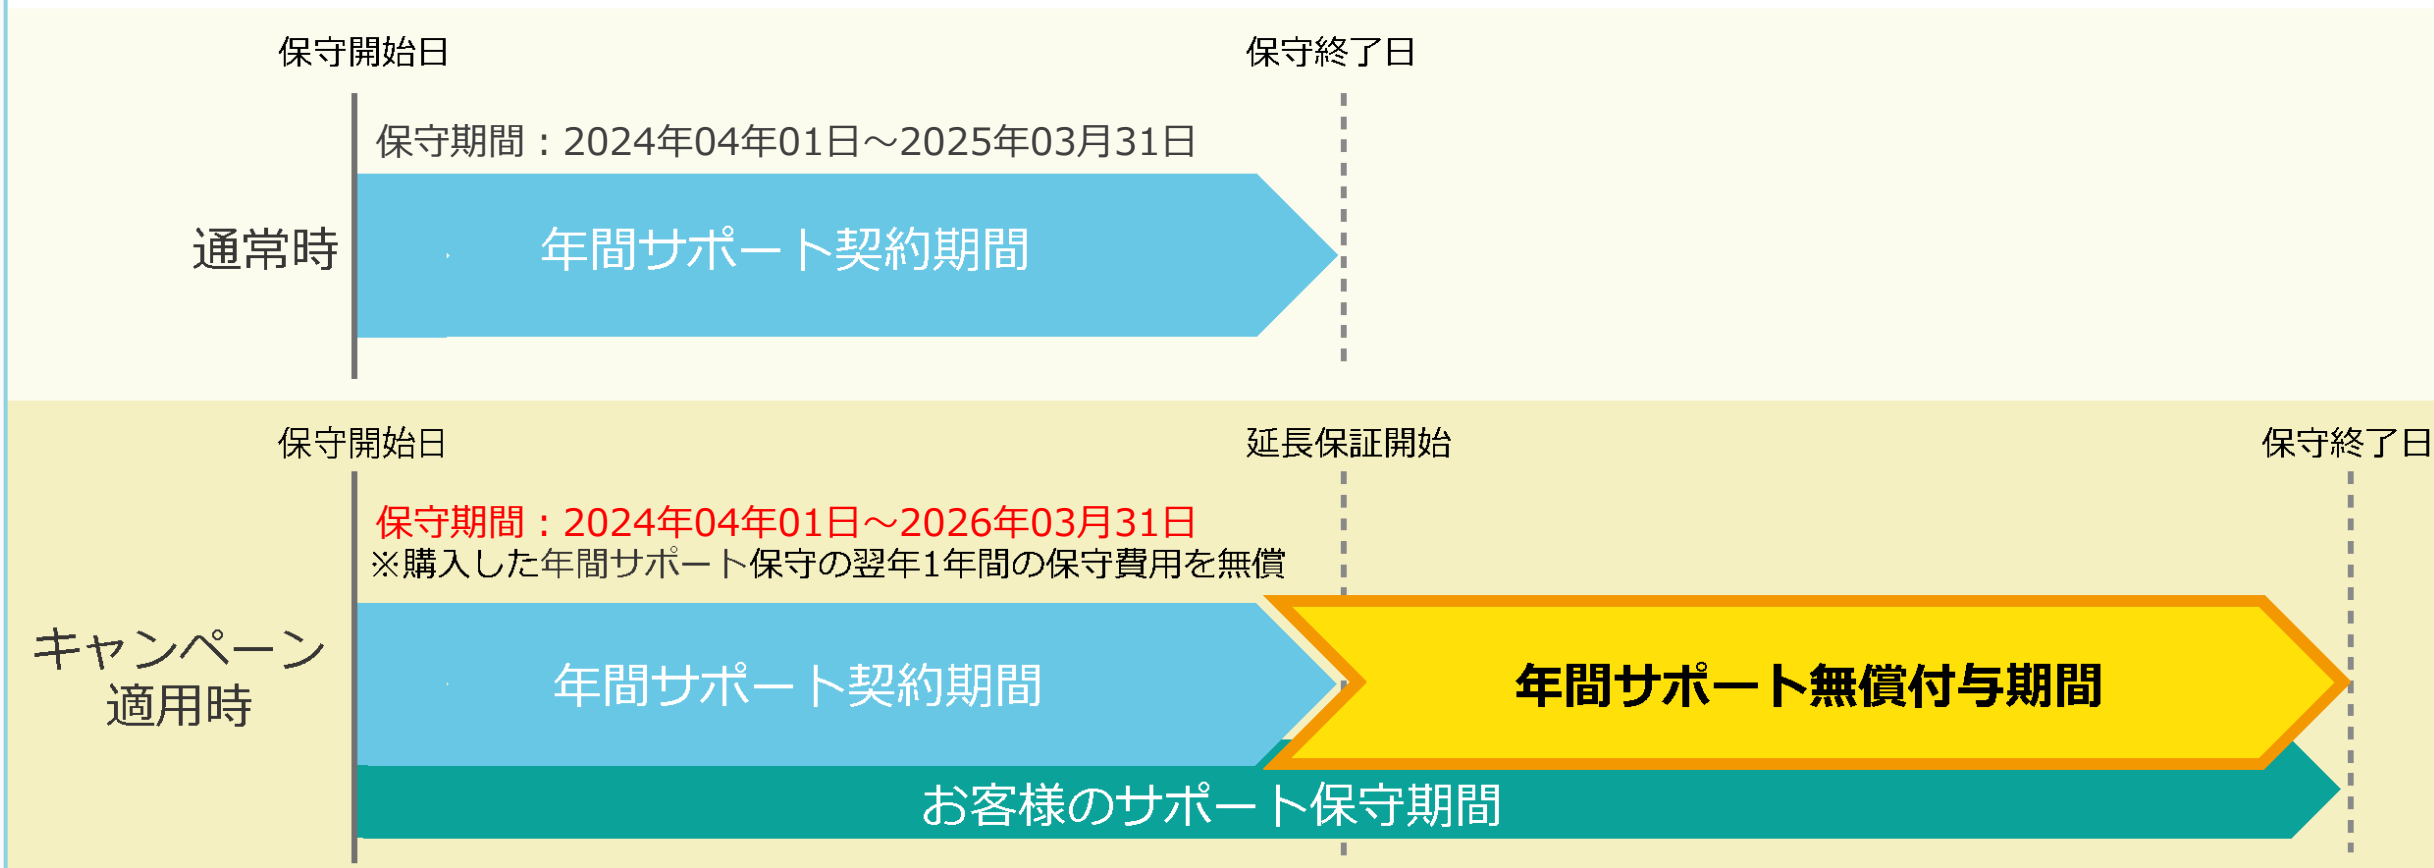 保守開始日
保守終了日
保守期間：2024年04年01日～2025年03月31日
通常時
年間サポート契約期間
保守開始日
延長保証開始
保守終了日
保守期間：2024年04年01日～2026年03月31日
※購入した年間サポート保守の翌年1年間の保守費用を無償
キャンペーン
適用時
年間サポート契約期間
年間サポート無償付与期間
お客様のサポート保守期間